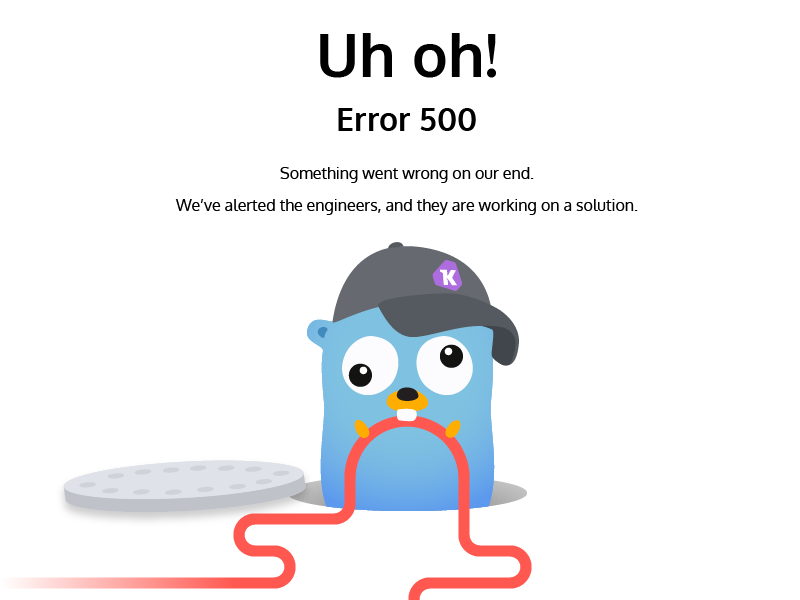 Uh oh!
Error 500
Something went wrong on our end.
We’ve alerted the engineers, and they are working on a solution.
K